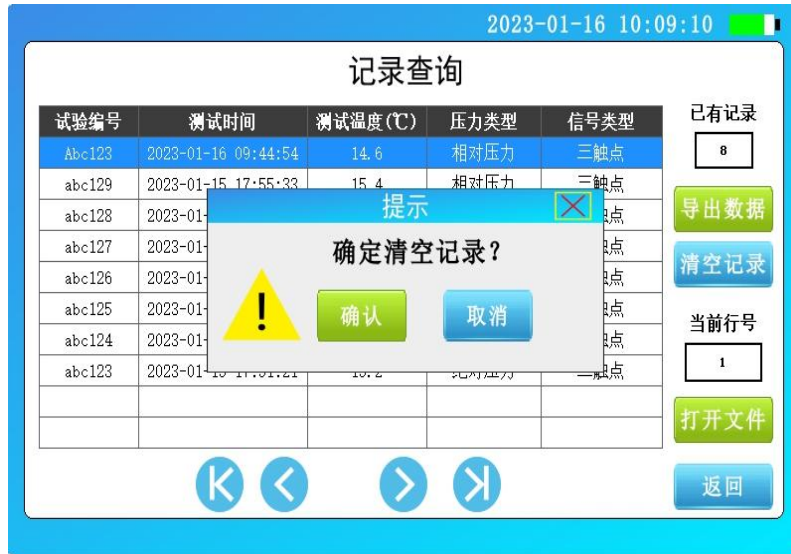 2023-01-16 10:09:10
记录查询
试验编号 测试时间 测试温度(℃) 压力类型 信号类型
Abc123 2023-01-16 09:44:54 14.6 相对压力 三触点
abc129 2023-01-15 17:55:33 15.4 相对压力 三触点
abc128 2023-01- 触点
abc127 2023-01- 触点
abc126 触点
abc125 2023-01- 触点
abc124 2023-01- 触点
abc123 2023-01-
提示
确定清空记录?
!
确认 取消
已有记录
8
导出数据
清空记录
当前行号
1
打开文件
返回